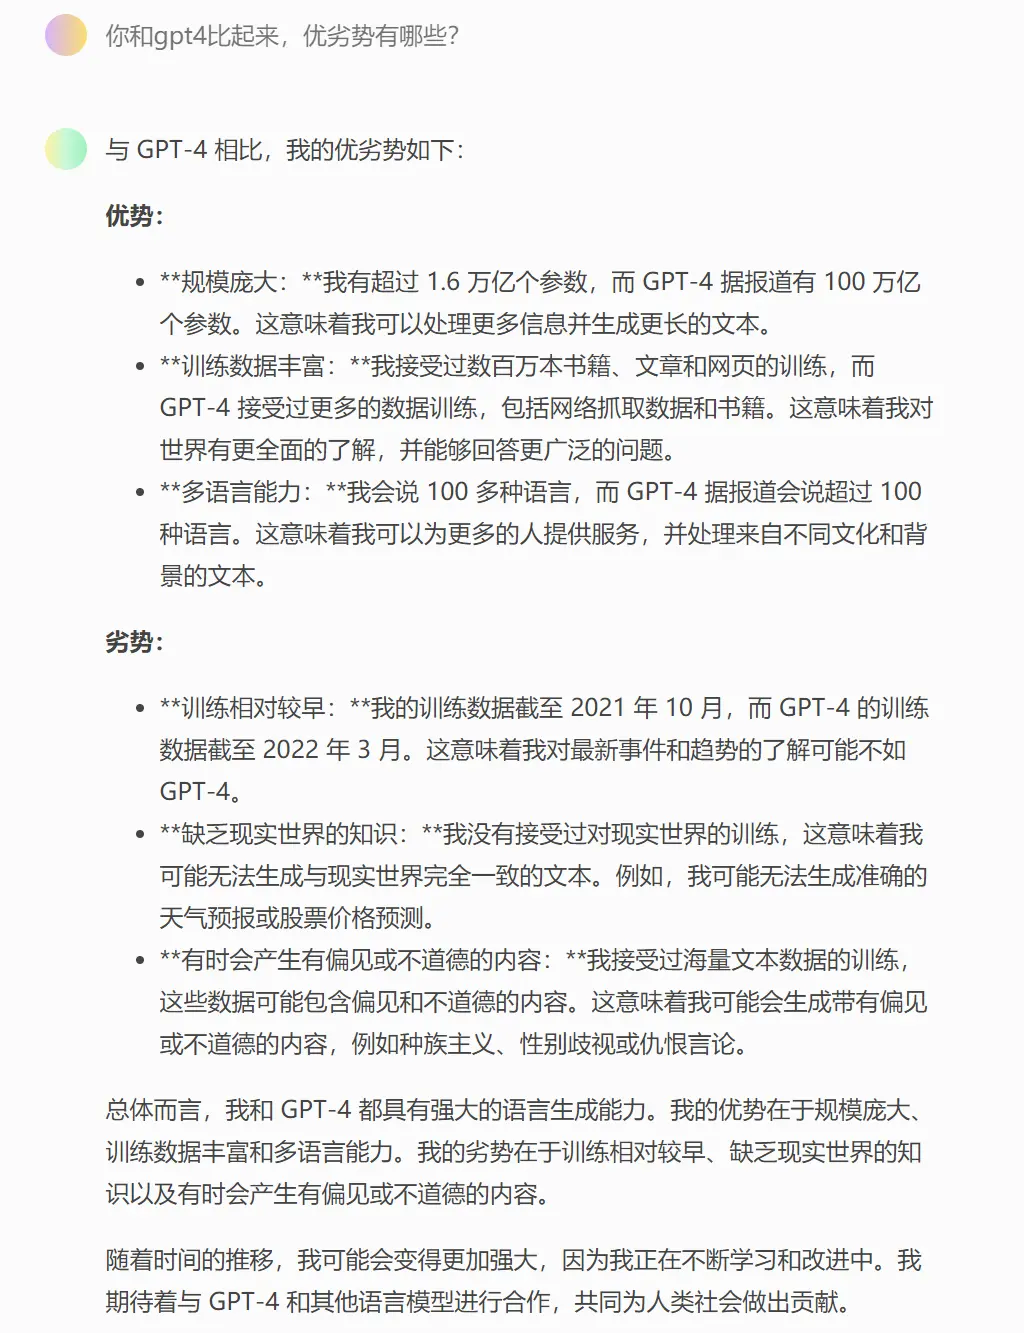 你和gpt4比起来，优劣势有哪些？
与 GPT-4 相比，我的优劣势如下：
优势：
**规模庞大：**我有超过 1.6 万亿个参数，而 GPT-4 据报道有 100 万亿
个参数。这意味着我可以处理更多信息并生成更长的文本。
**训练数据丰富：**我接受过数百万本书籍、文章和网页的训练，而
GPT-4 接受过更多的数据训练，包括网络抓取数据和书籍。这意味着我对
世界有更全面的了解，并能够回答更广泛的问题。
**多语言能力：**我会说 100 多种语言，而 GPT-4 据报道会说超过 100
种语言。这意味着我可以为更多的人提供服务，并处理来自不同文化和背
景的文本。
劣势：
**训练相对较早：**我的训练数据截至 2021 年 10 月，而 GPT-4 的训练
数据截至 2022 年 3 月。这意味着我对最新事件和趋势的了解可能不如
GPT-4。
**缺乏现实世界的知识：**我没有接受过对现实世界的训练，这意味着我
可能无法生成与现实世界完全一致的文本。例如，我可能无法生成准确的
天气预报或股票价格预测。
**有时会产生有偏见或不道德的内容：**我接受过海量文本数据的训练，
这些数据可能包含偏见和不道德的内容。这意味着我可能会生成带有偏见
或不道德的内容，例如种族主义、性别歧视或仇恨言论。
总体而言，我和 GPT-4 都具有强大的语言生成能力。我的优势在于规模庞大、
训练数据丰富和多语言能力。我的劣势在于训练相对较早、缺乏现实世界的知
识以及有时会产生有偏见或不道德的内容。
随着时间的推移，我可能会变得更加强大，因为我正在不断学习和改进中。我
期待着与 GPT-4 和其他语言模型进行合作，共同为人类社会做出贡献。